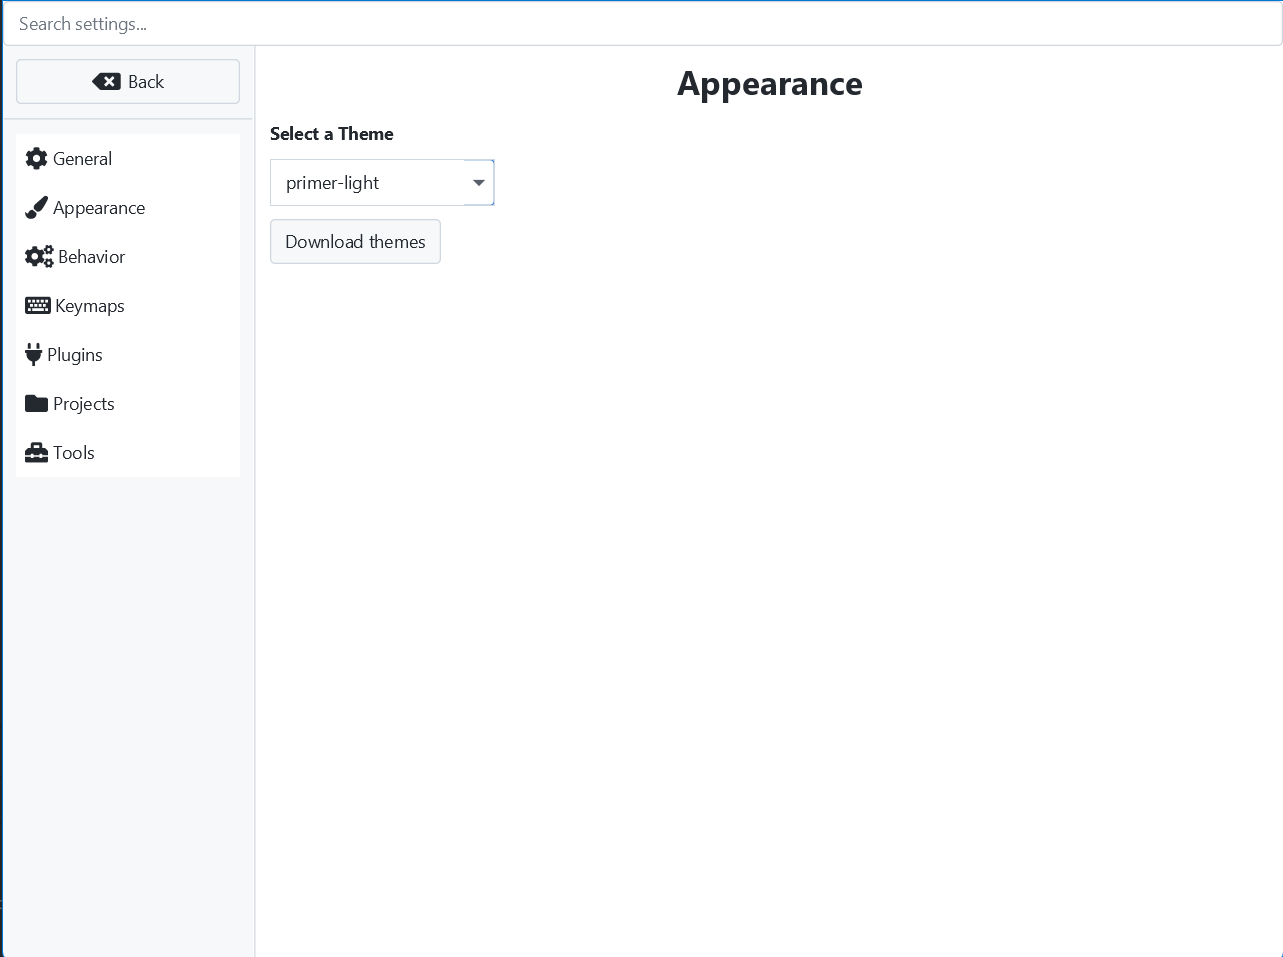 Search settings...
Back
General
Appearance
Behavior
Keymaps
Plugins
Projects
Tools
Appearance
Select a Theme
primer-light
Download themes